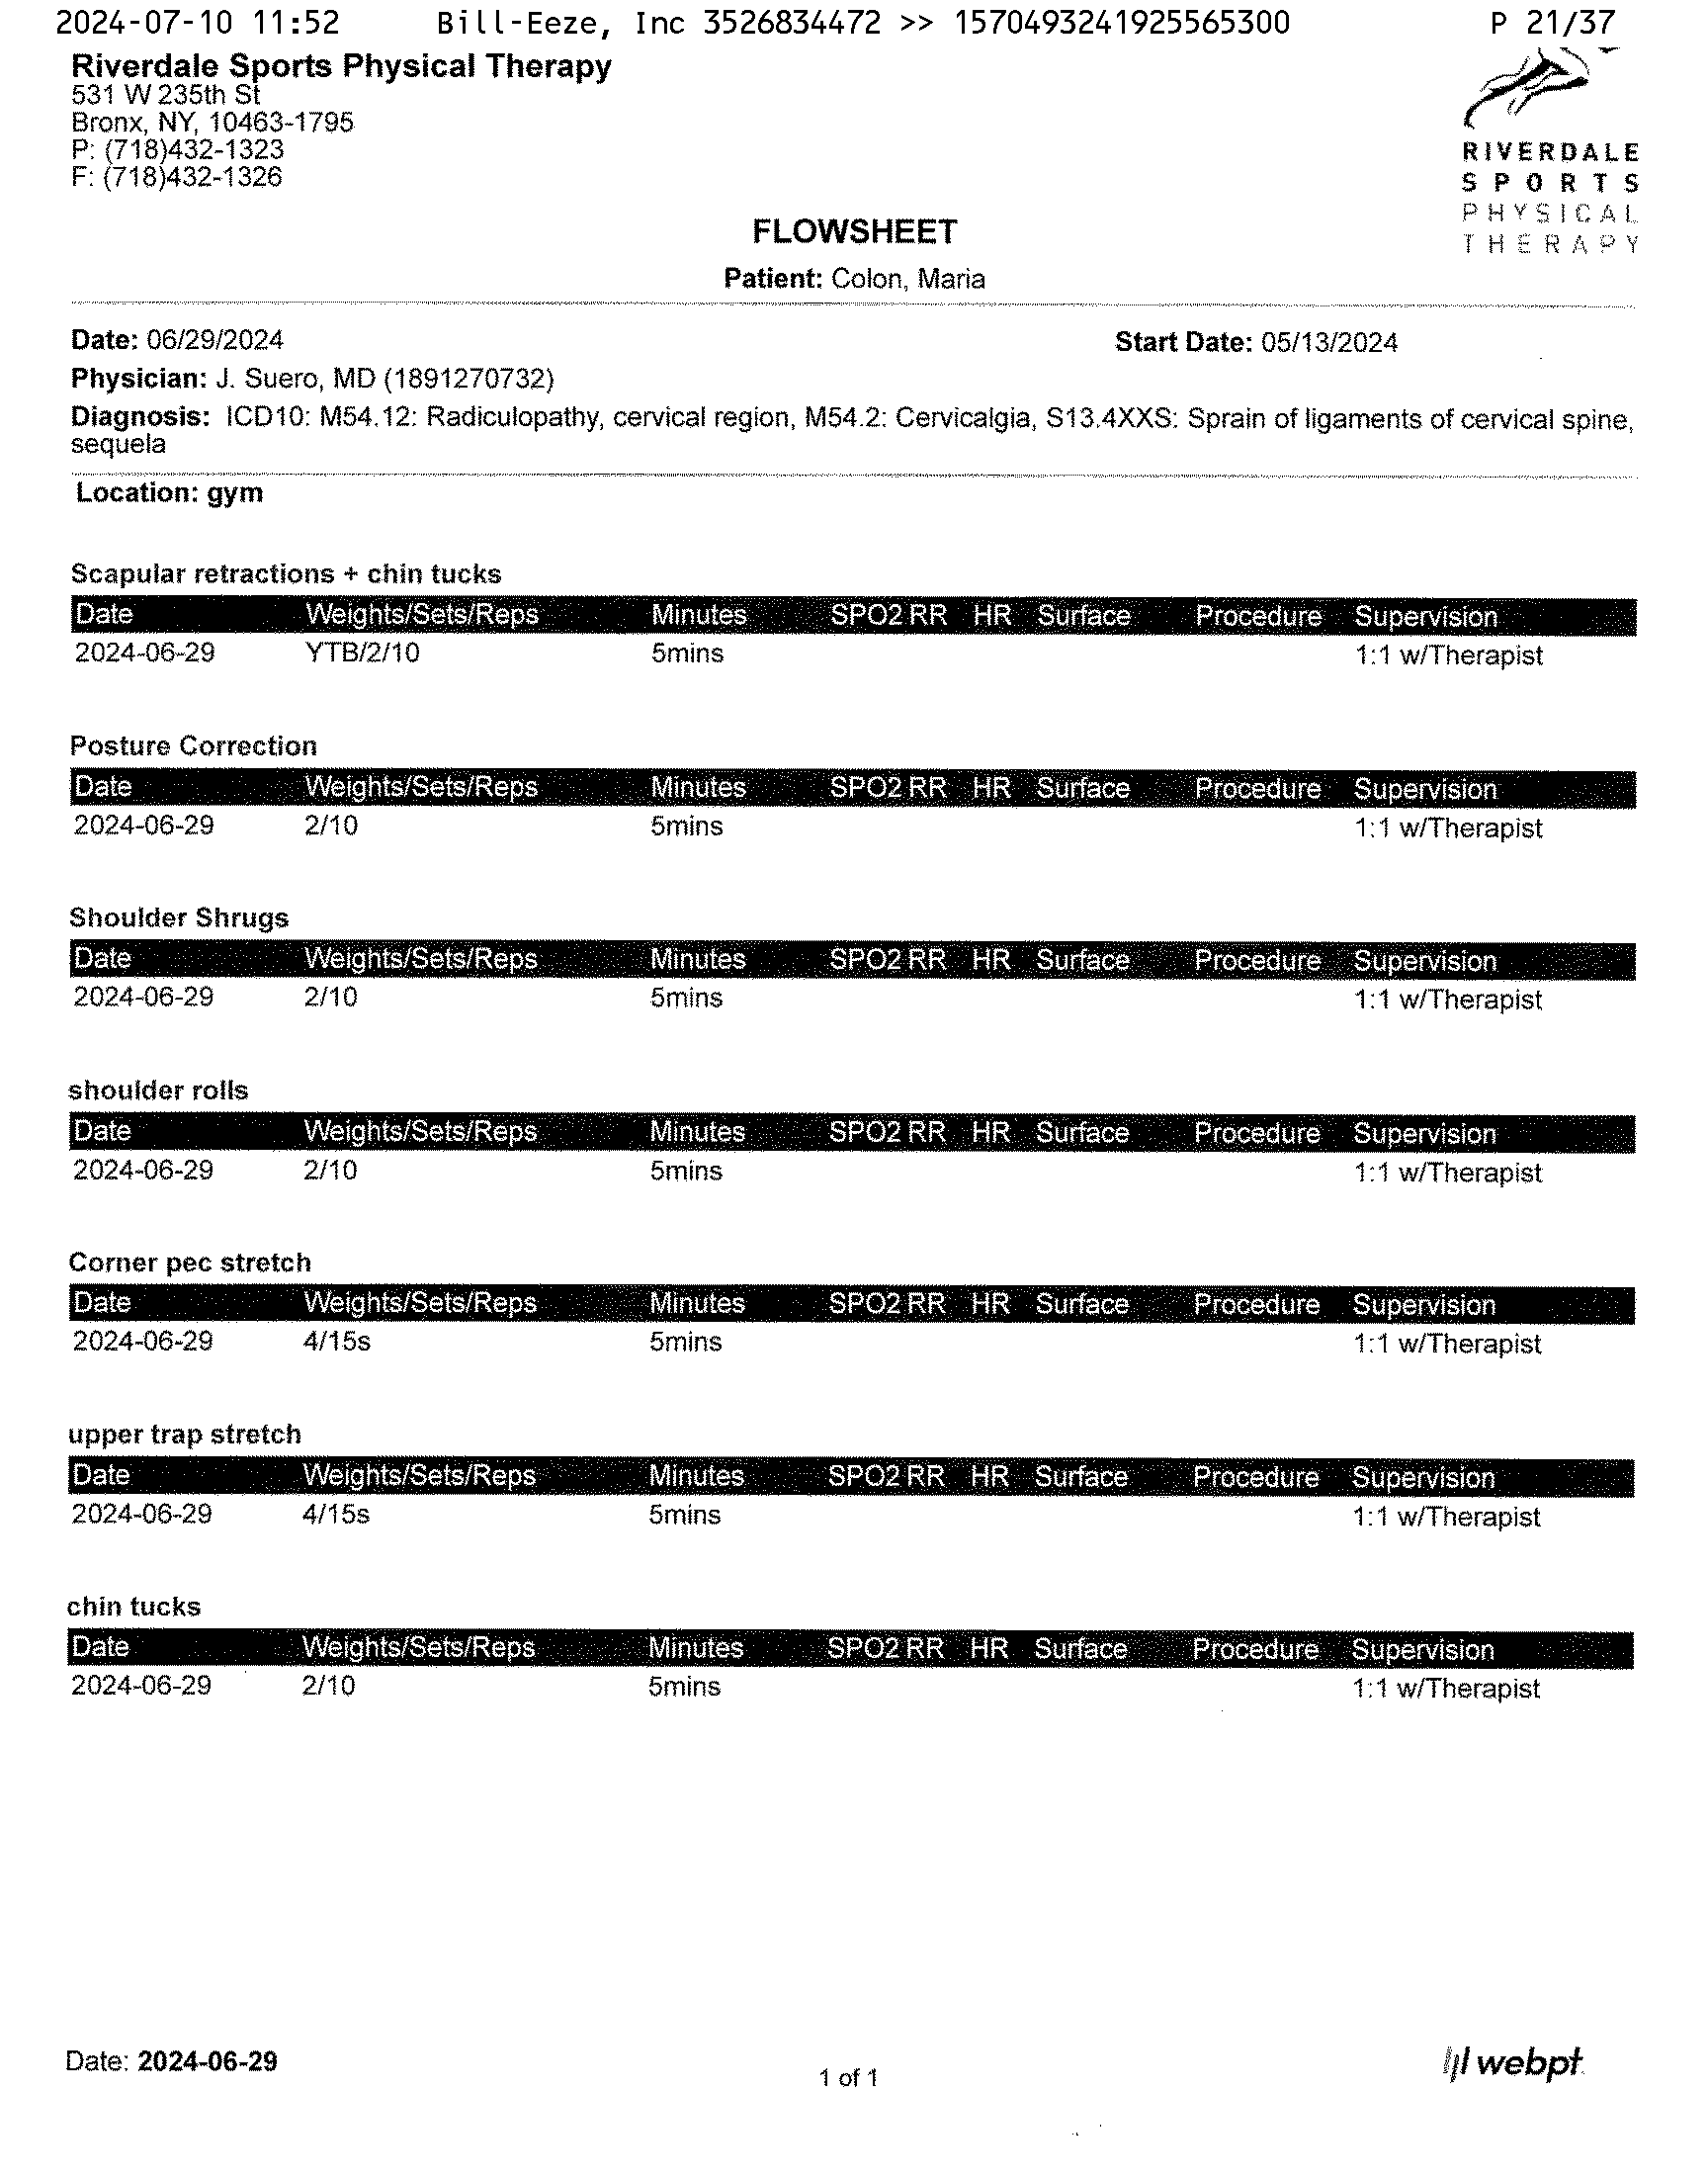 2024-07-10 11:52 Bill-Eeze, Inc 3526834472 >> 1570493241925565300 P 21/37
Riverdale Sports Physical Therapy
531 W 235th St
Bronx, NY, 10463-1795
P: (718)432-1323
F: (718)432-1326
RIVERDALE
SPORTS
PHYSICAL
THERAPY
FLOWSHEET
Patient: Colon, Maria
Date: 06/29/2024 Start Date: 05/13/2024
Physician: J. Suero, MD (1891270732)
Diagnosis: ICD10: M54.12: Radiculopathy, cervical region, M54.2: Cervicalgia, S13.4XXS: Sprain of ligaments of cervical spine,
sequela
Location: gym
Scapular retractions + chin tucks
Date Weights/Sets/Reps Minutes SPO2 RR HR Surface Procedure Supervision
2024-06-29 YTB/2/10 5mins 1:1 w/Therapist
Posture Correction
Date Weights/Sets/Reps Minutes SPO2 RR HR Surface Procedure Supervision
2024-06-29 2/10 5mins 1:1 w/Therapist
Shoulder Shrugs
Date Weights/Sets/Reps Minutes SPO2 RR HR Surface Procedure Supervision
2024-06-29 2/10 5mins 1:1 w/Therapist
shoulder rolls
Date Weights/Sets/Reps Minutes SPO2 RR HR Surface Procedure Supervision
2024-06-29 2/10 5mins 1:1 w/Therapist
Corner pec stretch
Date Weights/Sets/Reps Minutes SPO2 RR HR Surface Procedure Supervision
2024-06-29 4/15s 5mins 1:1 w/Therapist
upper trap stretch
Date Weights/Sets/Reps Minutes SPO2 RR HR Surface Procedure Supervision
2024-06-29 4/15s 5mins 1:1 w/Therapist
chin tucks
Date Weights/Sets/Reps Minutes SPO2 RR HR Surface Procedure Supervision
2024-06-29 2/10 5mins 1:1 w/Therapist
Date: 2024-06-29
1 of 1
webpt